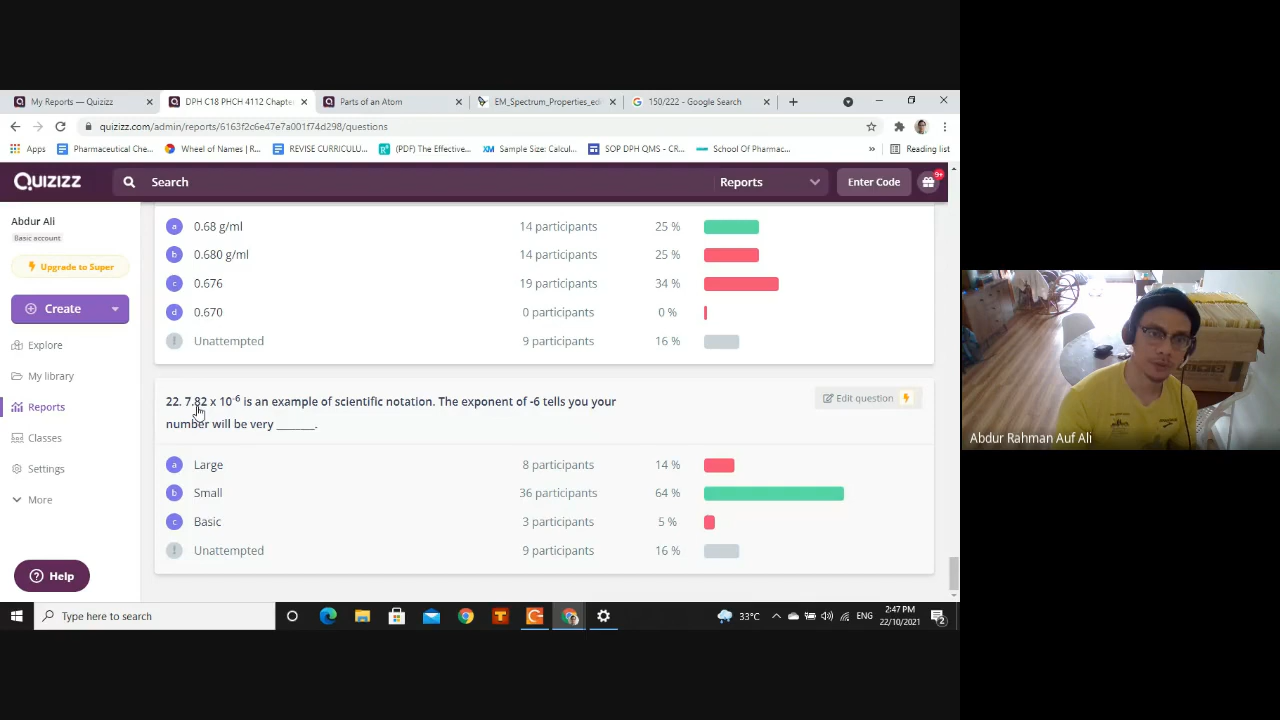 My Reports — Quizizz
DPH C18 PHCH 4112 Chapte
Parts of an Atom
EM_Spectrum_Properties_ed
150/222 - Google Search
quizizz.com/admin/reports/6163f2c6e47e7a001f74d298/questions
Apps
Pharmaceutical Che...
Wheel of Names | R...
REVISE CURRICULU...
(PDF) The Effective...
XM Sample Size: Calcul...
SOP DPH QMS - CR...
School Of Pharmac...
»
Reading list
QUIZIZZ
Search
Reports
Enter Code
9+
Abdur Ali
Basic account
Upgrade to Super
Create
Explore
My library
Reports
Classes
Settings
More
Help
a 0.68 g/ml 14 participants 25 %
b 0.680 g/ml 14 participants 25 %
c 0.676 19 participants 34 %
d 0.670 0 participants 0 %
! Unattempted 9 participants 16 %
22. 7.82 x 10⁻⁶ is an example of scientific notation. The exponent of -6 tells you your
number will be very _______.
Edit question
a Large 8 participants 14 %
b Small 36 participants 64 %
c Basic 3 participants 5 %
! Unattempted 9 participants 16 %
Abdur Rahman Auf Ali
Type here to search
33°C
ENG
2:47 PM
22/10/2021
2